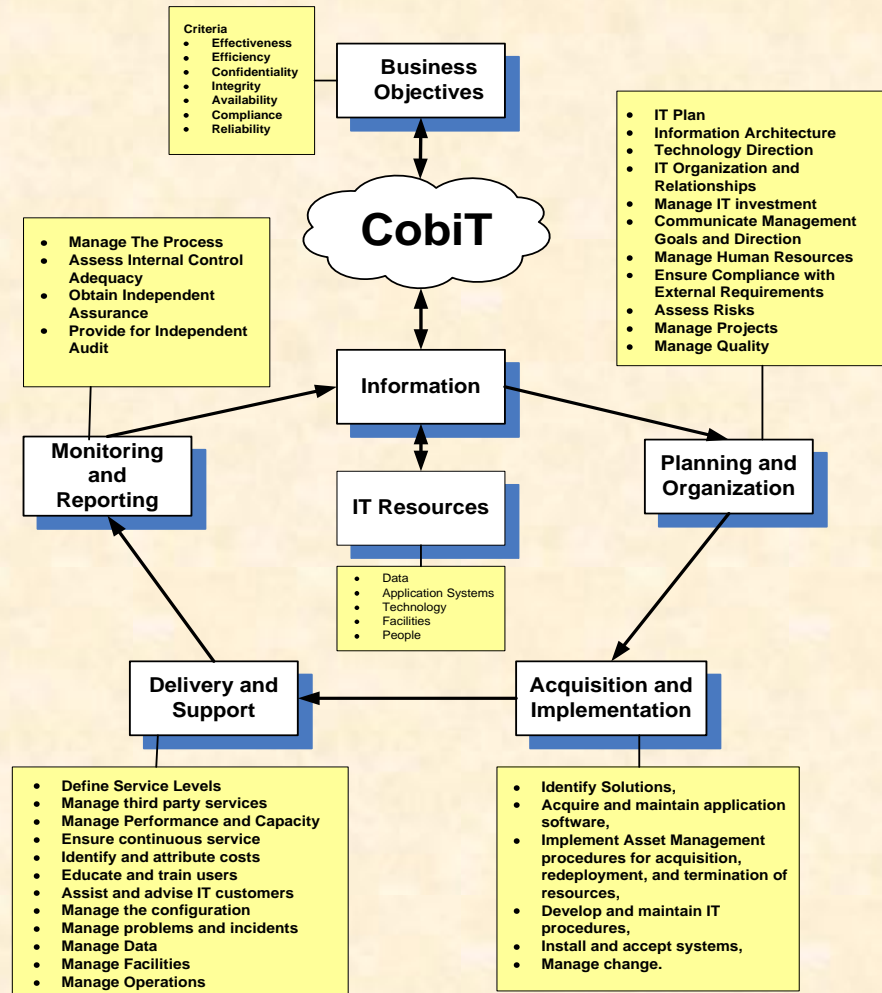 Criteria
• Effectiveness
• Efficiency
• Confidentiality
• Integrity
• Availability
• Compliance
• Reliability
Business
Objectives
• IT Plan
• Information Architecture
• Technology Direction
• IT Organization and
Relationships
• Manage IT investment
• Communicate Management
Goals and Direction
• Manage Human Resources
• Ensure Compliance with
External Requirements
• Assess Risks
• Manage Projects
• Manage Quality
CobiT
• Manage The Process
• Assess Internal Control
Adequacy
• Obtain Independent
Assurance
• Provide for Independent
Audit
Information
Monitoring
and
Reporting
Planning and
Organization
IT Resources
• Data
• Application Systems
• Technology
• Facilities
• People
Delivery and
Support
Acquisition and
Implementation
• Define Service Levels
• Manage third party services
• Manage Performance and Capacity
• Ensure continuous service
• Identify and attribute costs
• Educate and train users
• Assist and advise IT customers
• Manage the configuration
• Manage problems and incidents
• Manage Data
• Manage Facilities
• Manage Operations
• Identify Solutions,
• Acquire and maintain application
software,
• Implement Asset Management
procedures for acquisition,
redeployment, and termination of
resources,
• Develop and maintain IT
procedures,
• Install and accept systems,
• Manage change.